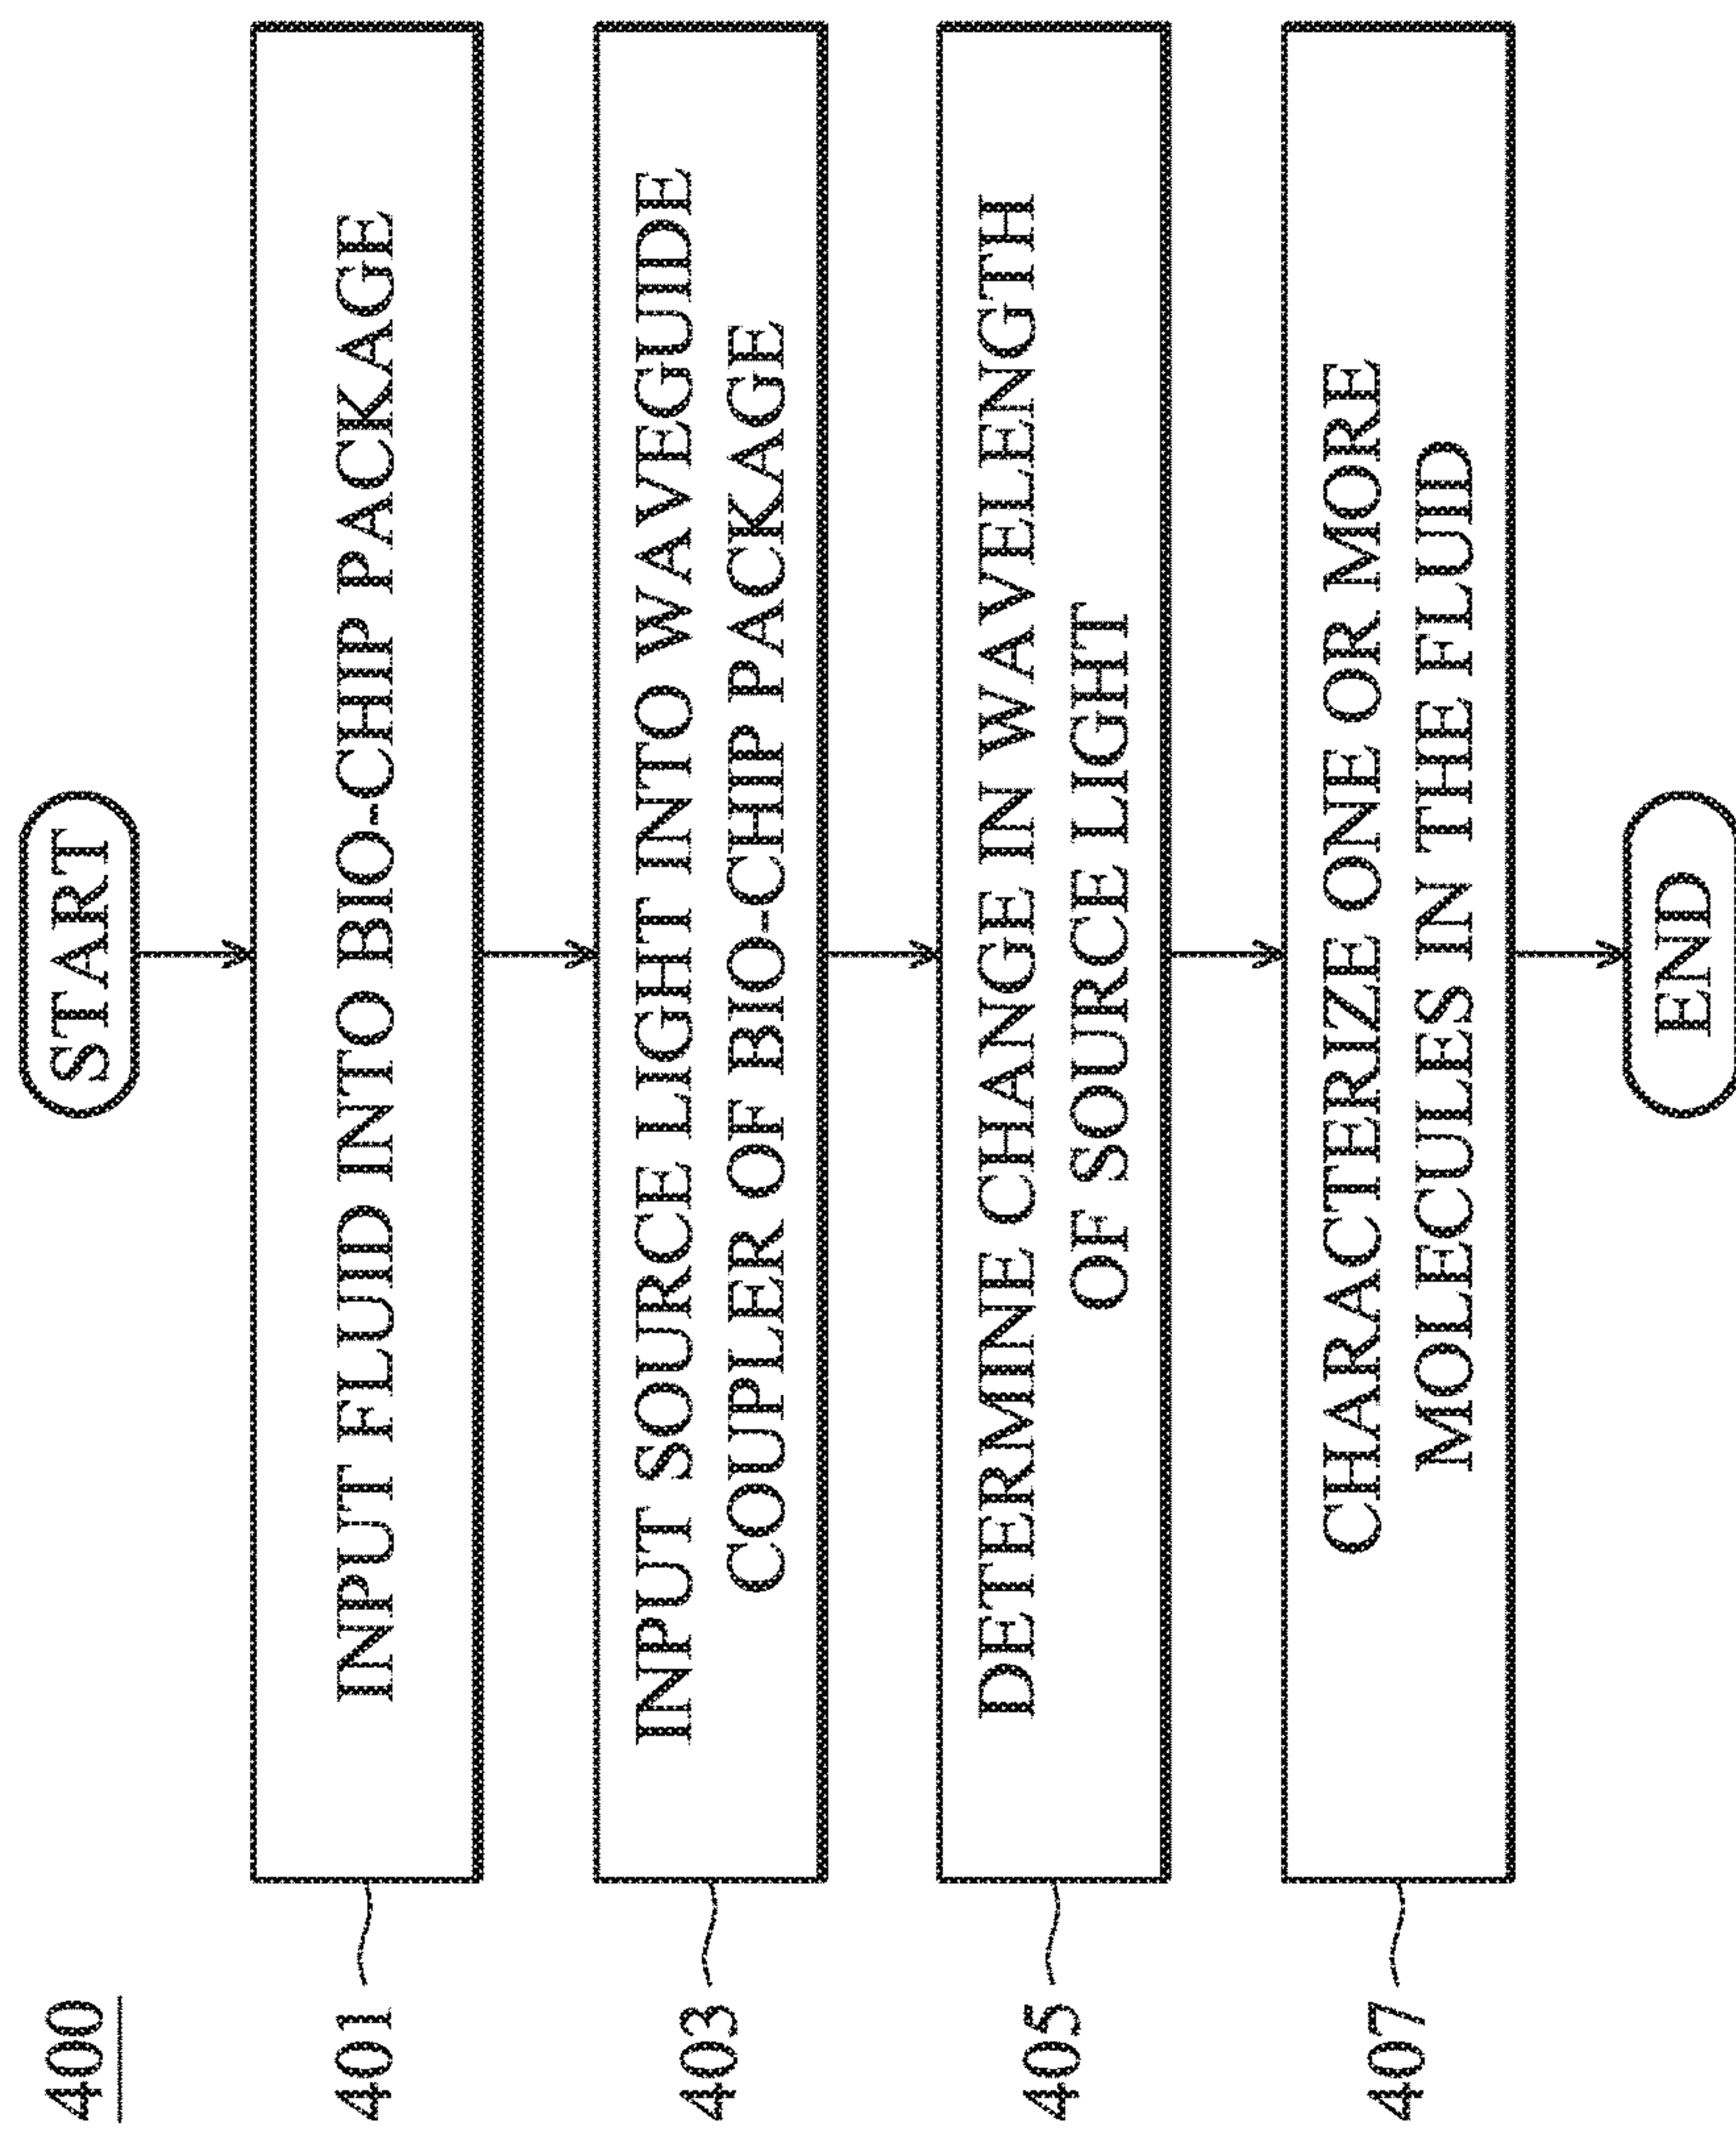 400
START
401
INPUT FLUID INTO BIO-CHIP PACKAGE
403
INPUT SOURCE LIGHT INTO WAVEGUIDE
COUPLER OF BIO-CHIP PACKAGE
405
DETERMINE CHANGE IN WAVELENGTH
OF SOURCE LIGHT
407
CHARACTERIZE ONE OR MORE
MOLECULES IN THE FLUID
END